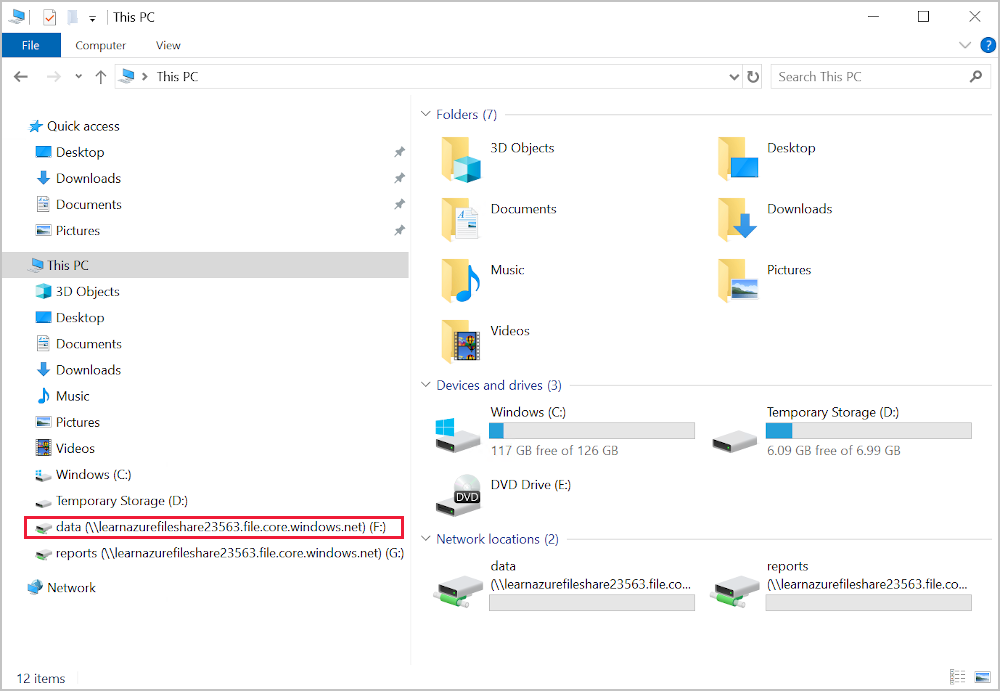 This PC
File Computer View ?
This PC
Search This PC
Quick access
Desktop
Downloads
Documents
Pictures
This PC
3D Objects
Desktop
Documents
Downloads
Music
Pictures
Videos
Windows (C:)
Temporary Storage (D:)
data (\\learnazurefileshare23563.file.core.windows.net) (F:)
reports (\\learnazurefileshare23563.file.core.windows.net) (G:)
Network
Folders (7)
3D Objects
Desktop
Documents
Downloads
Music
Pictures
Videos
Devices and drives (3)
Windows (C:)
117 GB free of 126 GB
Temporary Storage (D:)
6.09 GB free of 6.99 GB
DVD
DVD Drive (E:)
Network locations (2)
data
(\\learnazurefileshare23563.file.co...
reports
(\\learnazurefileshare23563.file.co...
12 items